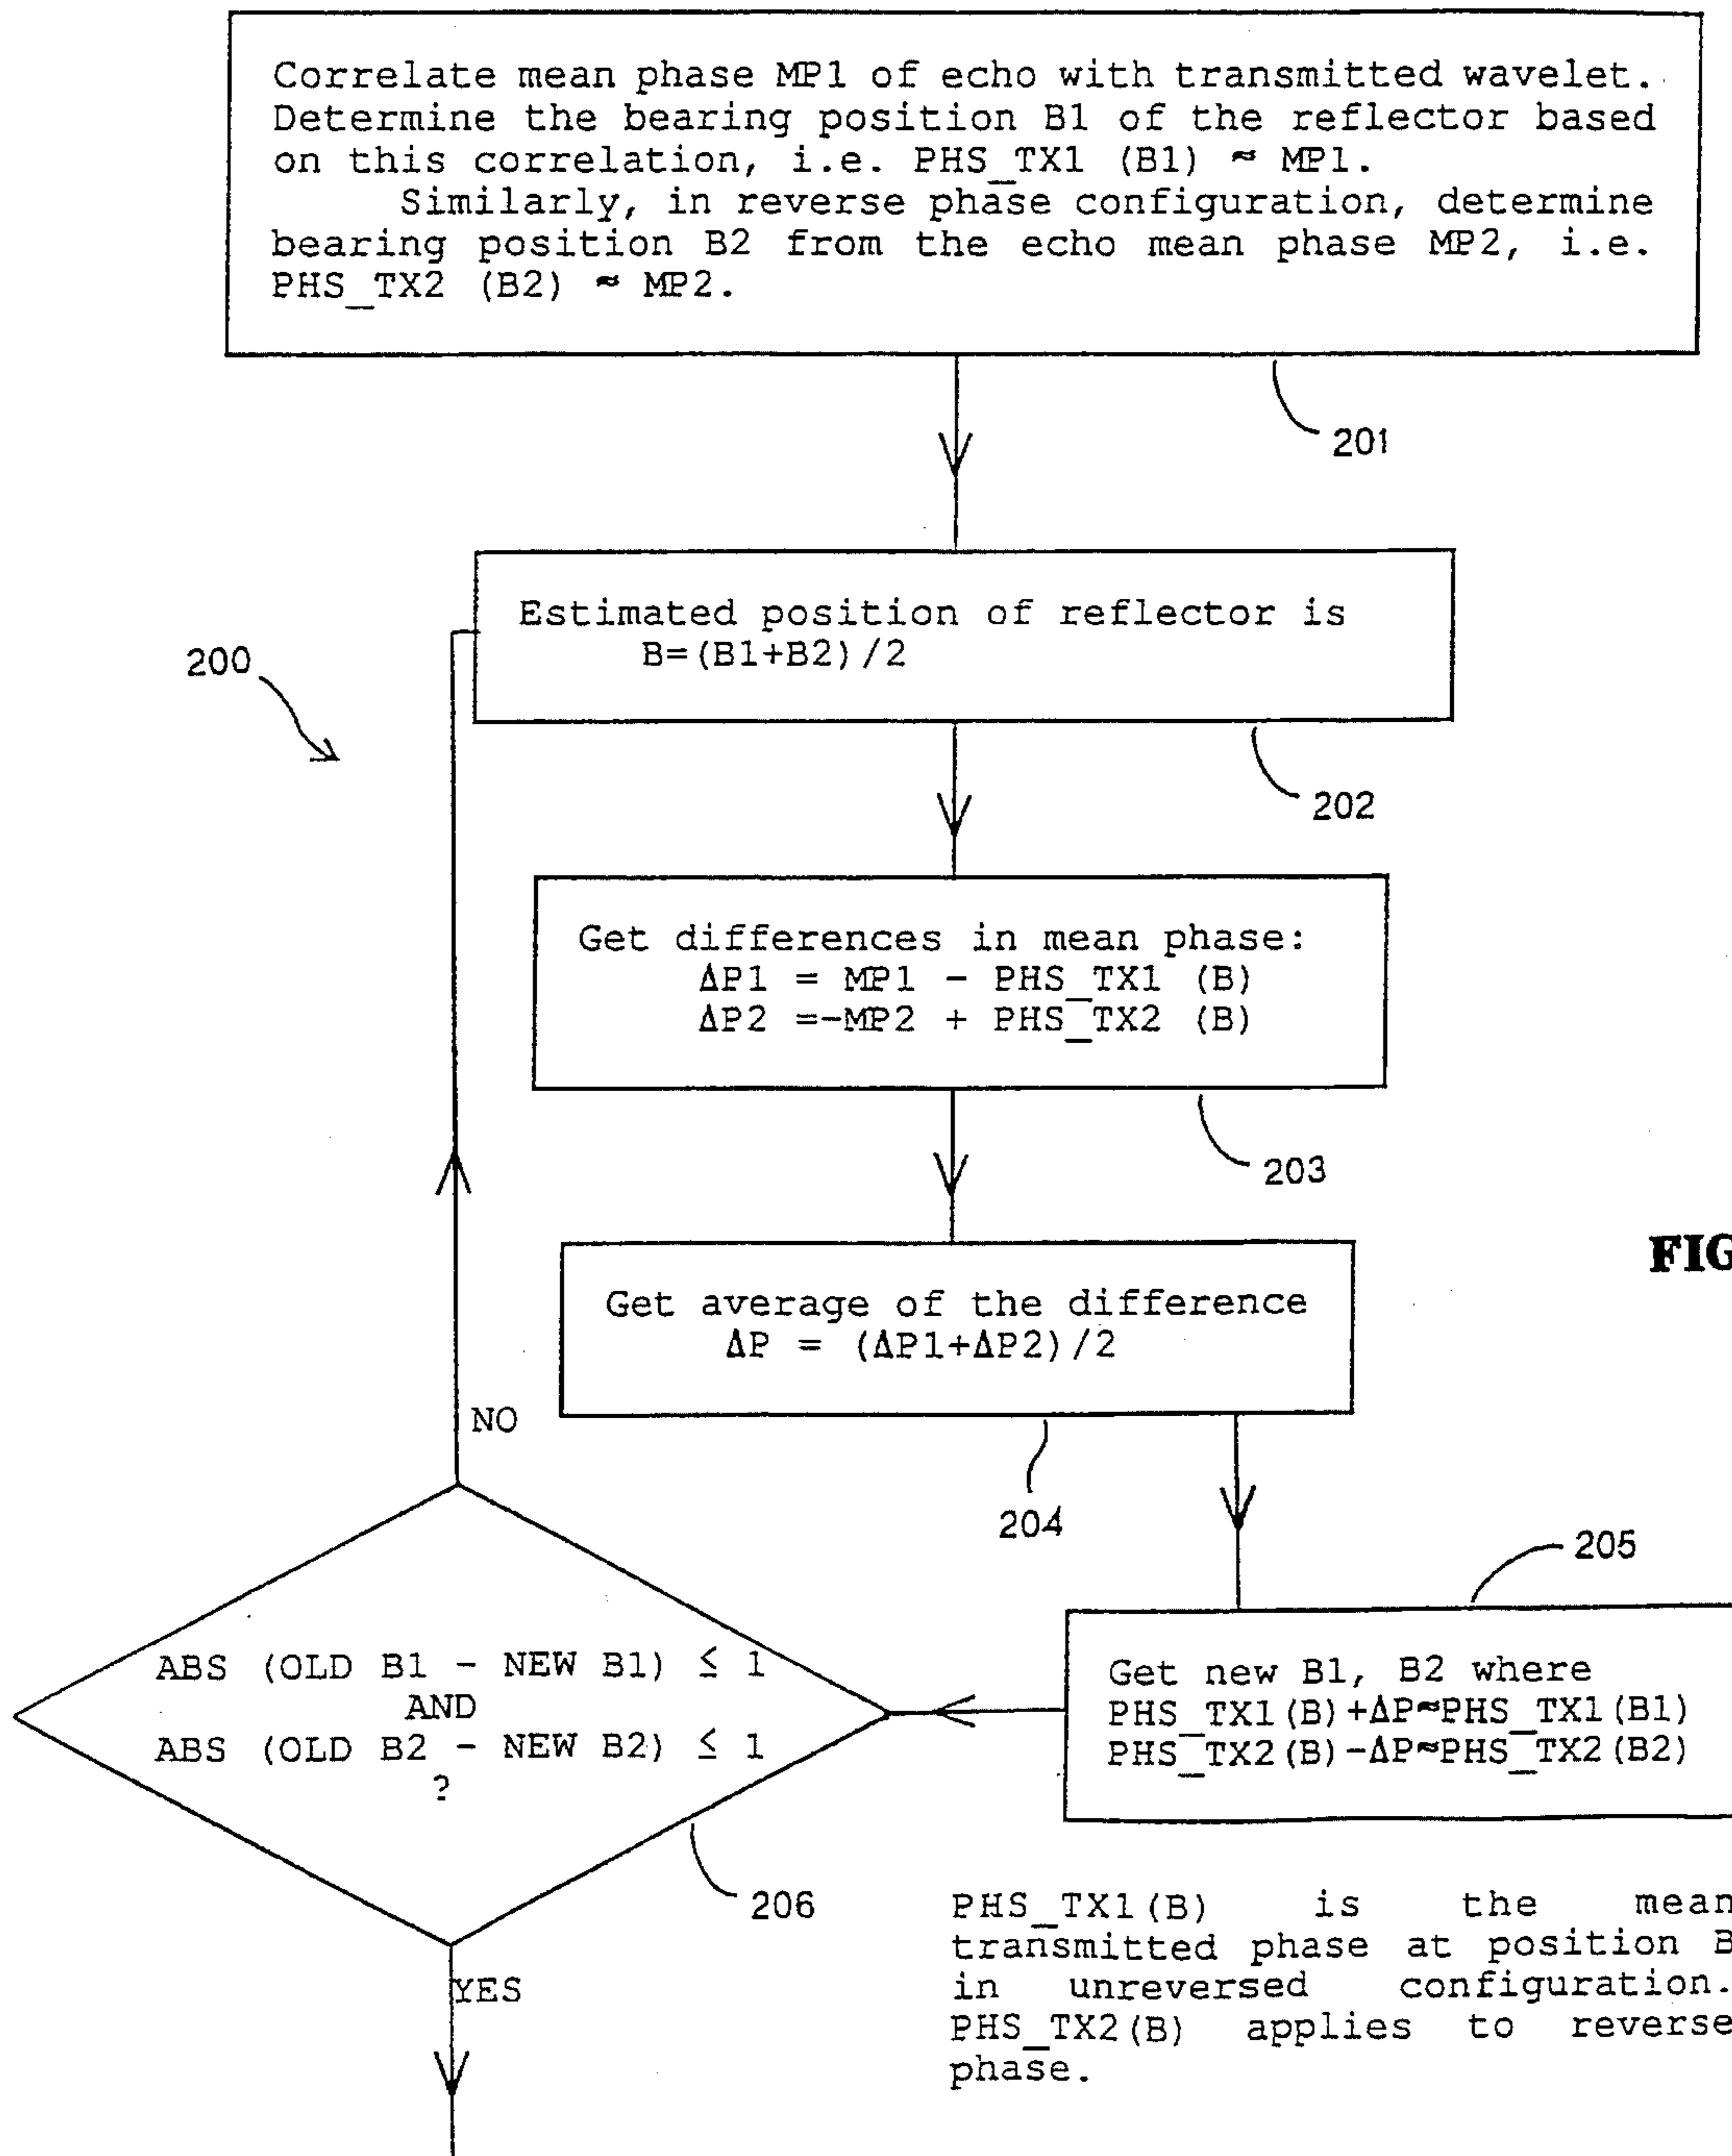 Correlate mean phase MP1 of echo with transmitted wavelet.
Determine the bearing position B1 of the reflector based
on this correlation, i.e. PHS_TX1 (B1) ≈ MP1.
Similarly, in reverse phase configuration, determine
bearing position B2 from the echo mean phase MP2, i.e.
PHS_TX2 (B2) ≈ MP2.
201
Estimated position of reflector is
B=(B1+B2)/2
200
202
Get differences in mean phase:
ΔP1 = MP1 - PHS_TX1 (B)
ΔP2 =-MP2 + PHS_TX2 (B)
203
FIG
Get average of the difference
ΔP = (ΔP1+ΔP2)/2
NO
204
205
ABS (OLD B1 - NEW B1) ≤ 1
AND
ABS (OLD B2 - NEW B2) ≤ 1
?
Get new B1, B2 where
PHS_TX1(B)+ΔP≈PHS_TX1(B1)
PHS_TX2(B)-ΔP≈PHS_TX2(B2)
206
YES
PHS_TX1(B) is the mean
transmitted phase at position B
in unreversed configuration.
PHS_TX2(B) applies to reverse
phase.